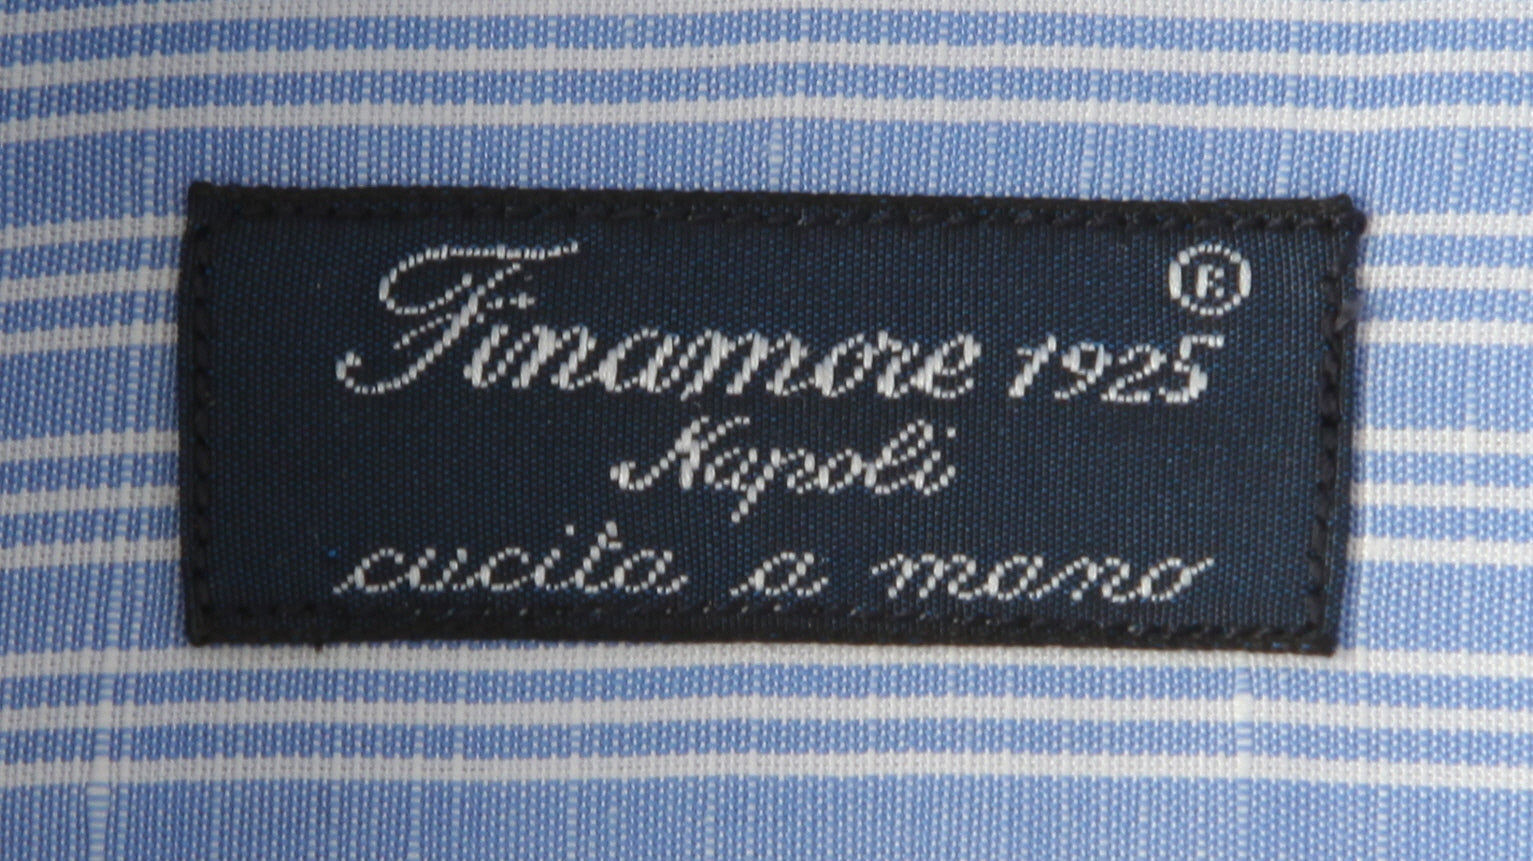 Finamore 1925 ®
Napoli
cucita a mano